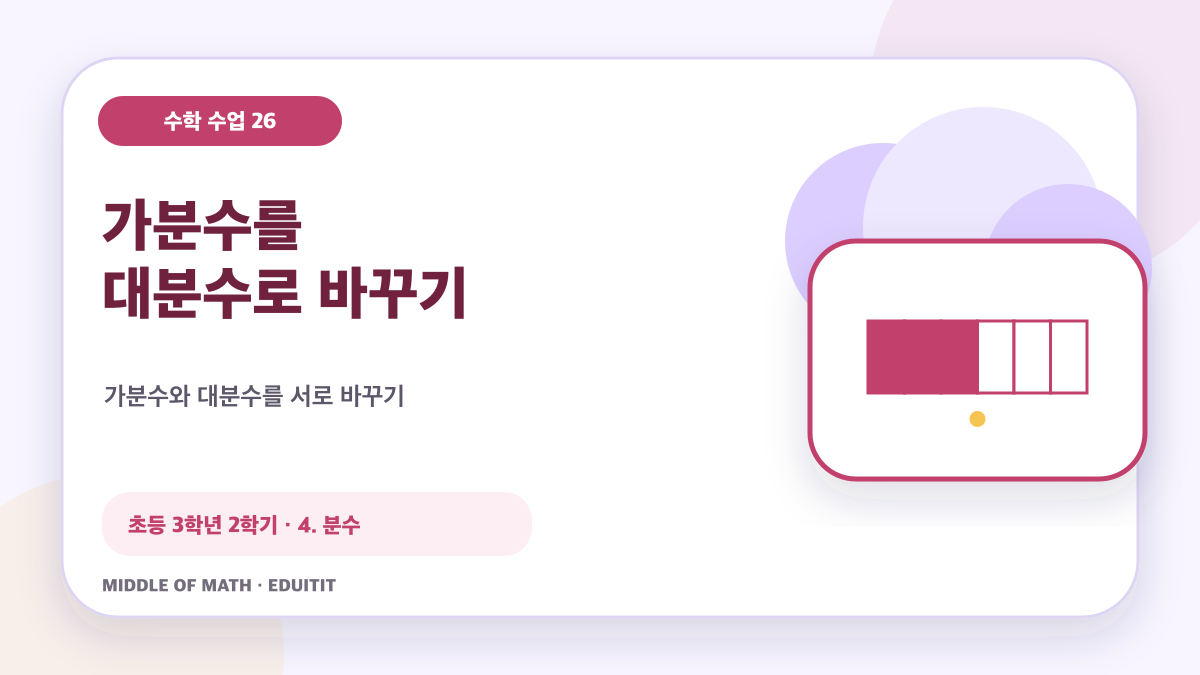 수학 수업 26
가분수를
대분수로 바꾸기
가분수와 대분수를 서로 바꾸기
초등 3학년 2학기 · 4. 분수
MIDDLE OF MATH · EDUITIT